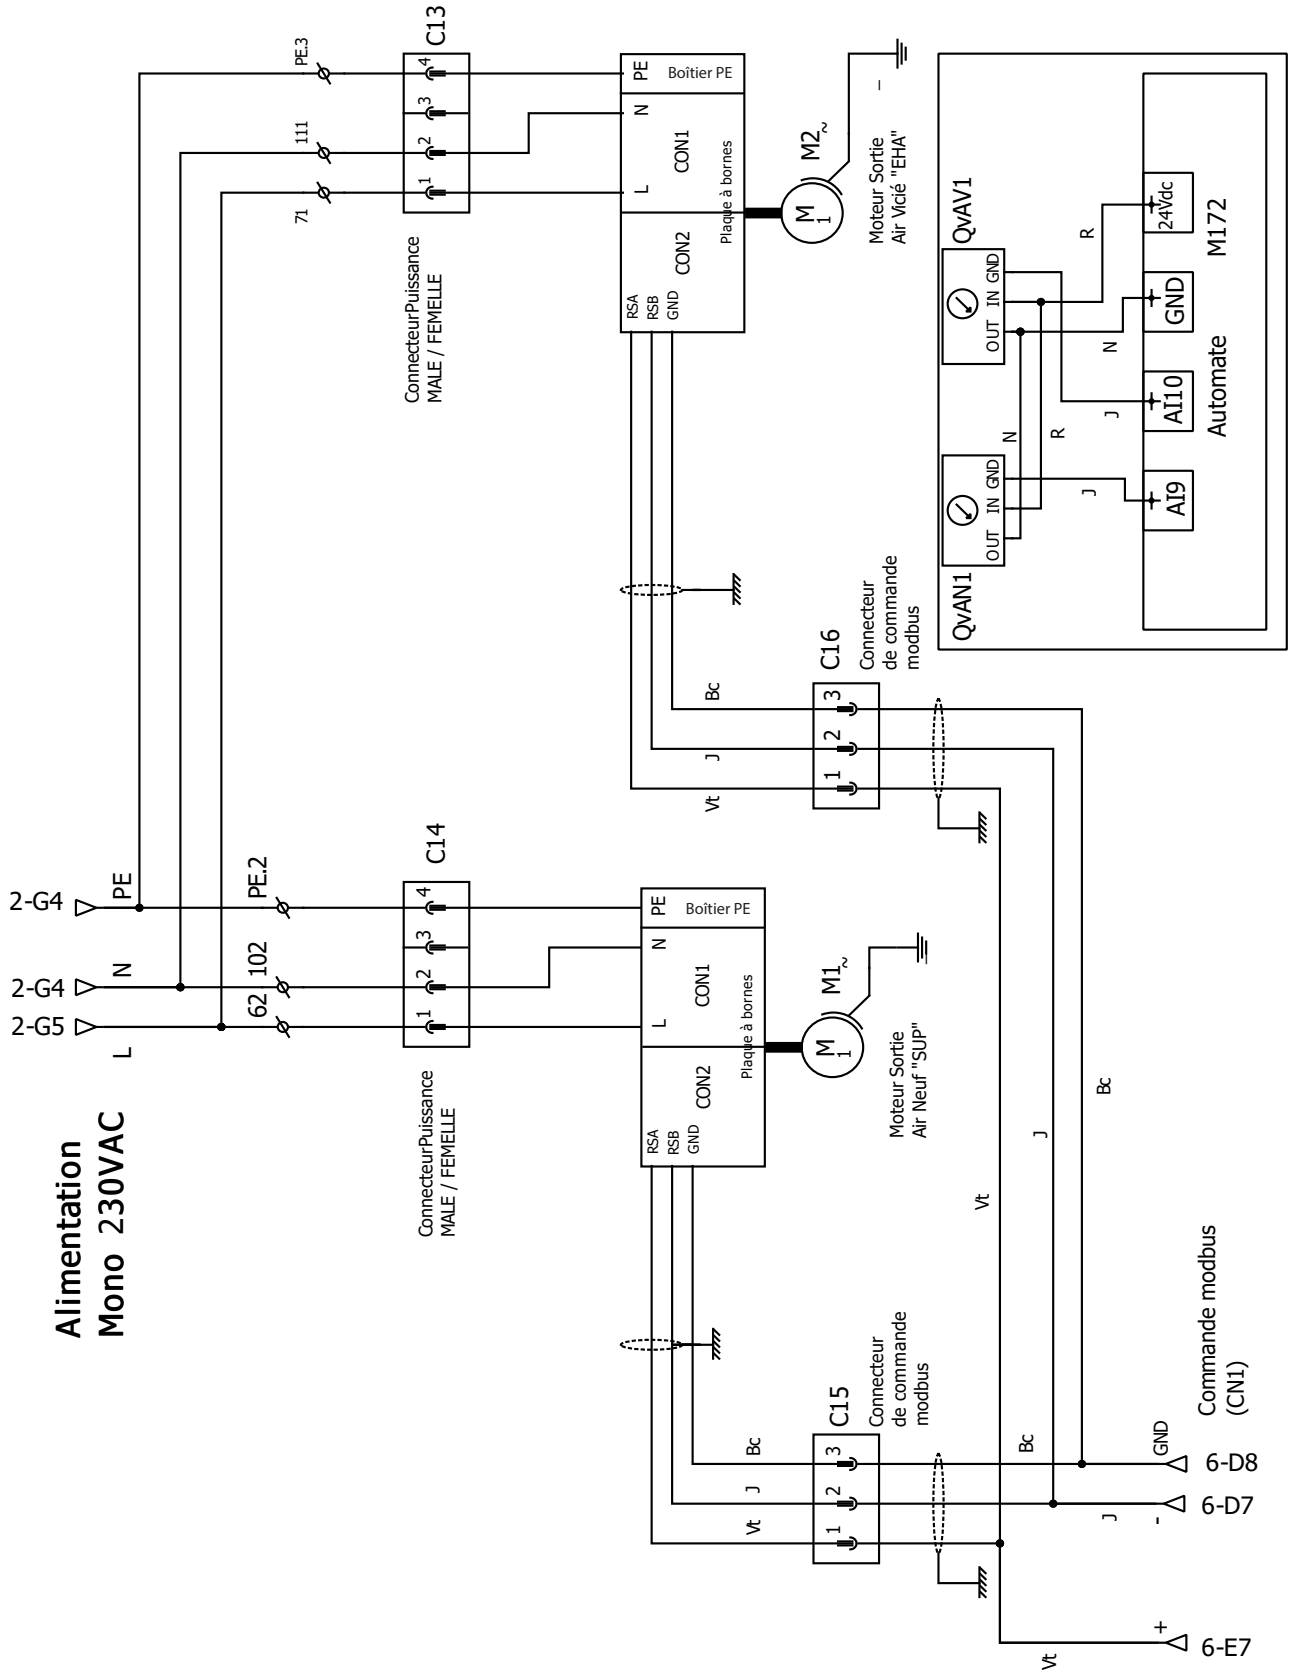 Alimentation
Mono 230VAC
2-G4
2-G4
2-G5
PE
N
L
PE.2
102
62
PE.3
111
71
C13
1
2
3
4
ConnecteurPuissance
MALE / FEMELLE
C14
1
2
3
4
ConnecteurPuissance
MALE / FEMELLE
PE
Boîtier PE
N
L
CON1
CON2
Plaque à bornes
RSA
RSB
GND
M
1
M2
~
Moteur Sortie
Air Vicié "EHA"
PE
Boîtier PE
N
L
CON1
CON2
Plaque à bornes
RSA
RSB
GND
M
1
M1
~
Moteur Sortie
Air Neuf "SUP"
Vt
J
Bc
C16
1
2
3
Connecteur
de commande
modbus
Vt
J
Bc
C15
1
2
3
Connecteur
de commande
modbus
Vt
J
Bc
Bc
J
Vt
+
-
GND
6-E7
6-D7
6-D8
Commande modbus
(CN1)
QvAN1
OUT
IN
GND
QvAV1
OUT
IN
GND
N
R
J
J
N
R
AI9
AI10
GND
24Vdc
Automate
M172